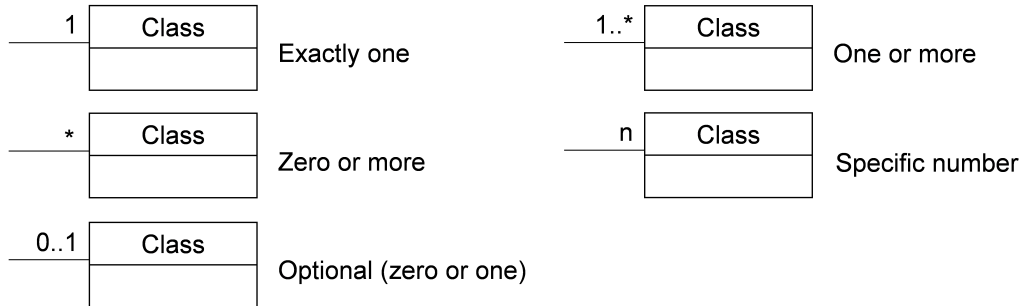 1 Class
Exactly one
* Class
Zero or more
0..1 Class
Optional (zero or one)
1..* Class
One or more
n Class
Specific number